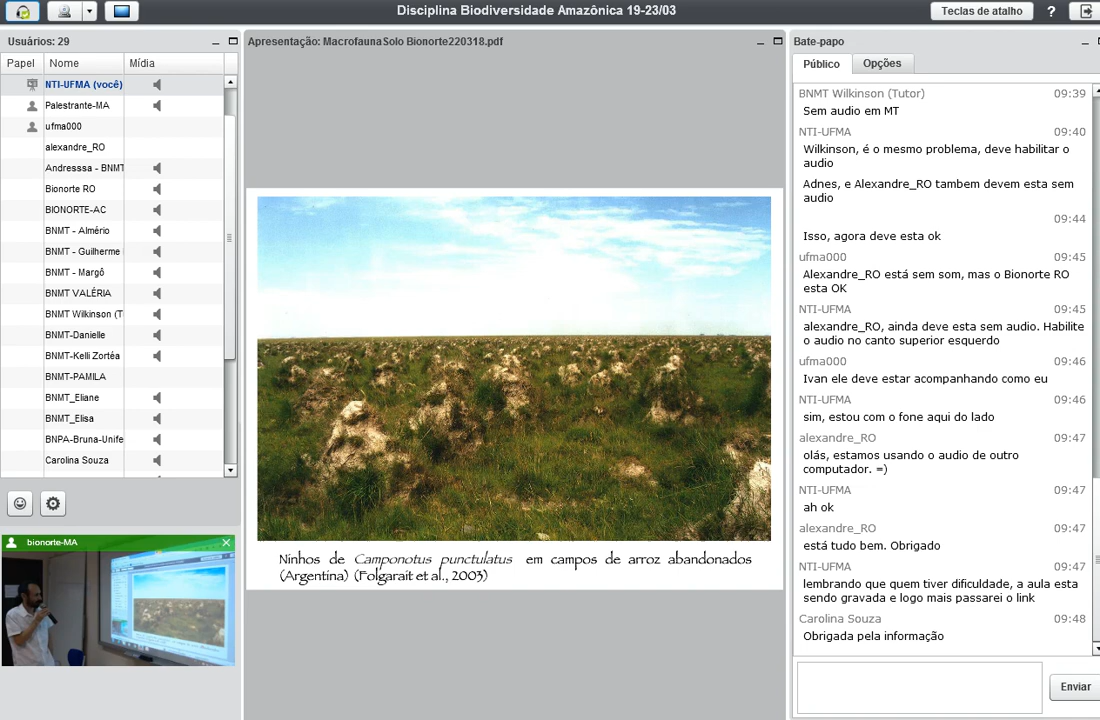 Disciplina Biodiversidade Amazônica 19-23/03
Teclas de atalho
?
Usuários: 29
Papel Nome Mídia
NTI-UFMA (você)
Palestrante-MA
ufma000
alexandre_RO
Andresssa - BNMT
Bionorte RO
BIONORTE-AC
BNMT - Almério
BNMT - Guilherme
BNMT - Margô
BNMT VALÉRIA
BNMT Wilkinson (T
BNMT-Danielle
BNMT-Kelli Zortéa
BNMT-PAMILA
BNMT_Eliane
BNMT_Elisa
BNPA-Bruna-Unife
Carolina Souza
bionorte-MA
Apresentação: MacrofaunaSolo Bionorte220318.pdf
Ninhos de Camponotus punctulatus em campos de arroz abandonados
(Argentina) (Folgarait et al., 2003)
Bate-papo
Público Opções
BNMT Wilkinson (Tutor) 09:39
Sem audio em MT
NTI-UFMA 09:40
Wilkinson, é o mesmo problema, deve habilitar o
audio
Adnes, e Alexandre_RO tambem devem esta sem
audio
09:44
Isso, agora deve esta ok
ufma000 09:45
Alexandre_RO está sem som, mas o Bionorte RO
esta OK
NTI-UFMA 09:45
alexandre_RO, ainda deve esta sem audio. Habilite
o audio no canto superior esquerdo
ufma000 09:46
Ivan ele deve estar acompanhando como eu
NTI-UFMA 09:46
sim, estou com o fone aqui do lado
alexandre_RO 09:47
olás, estamos usando o audio de outro
computador. =)
NTI-UFMA 09:47
ah ok
alexandre_RO 09:47
está tudo bem. Obrigado
NTI-UFMA 09:47
lembrando que quem tiver dificuldade, a aula esta
sendo gravada e logo mais passarei o link
Carolina Souza 09:48
Obrigada pela informação
Enviar